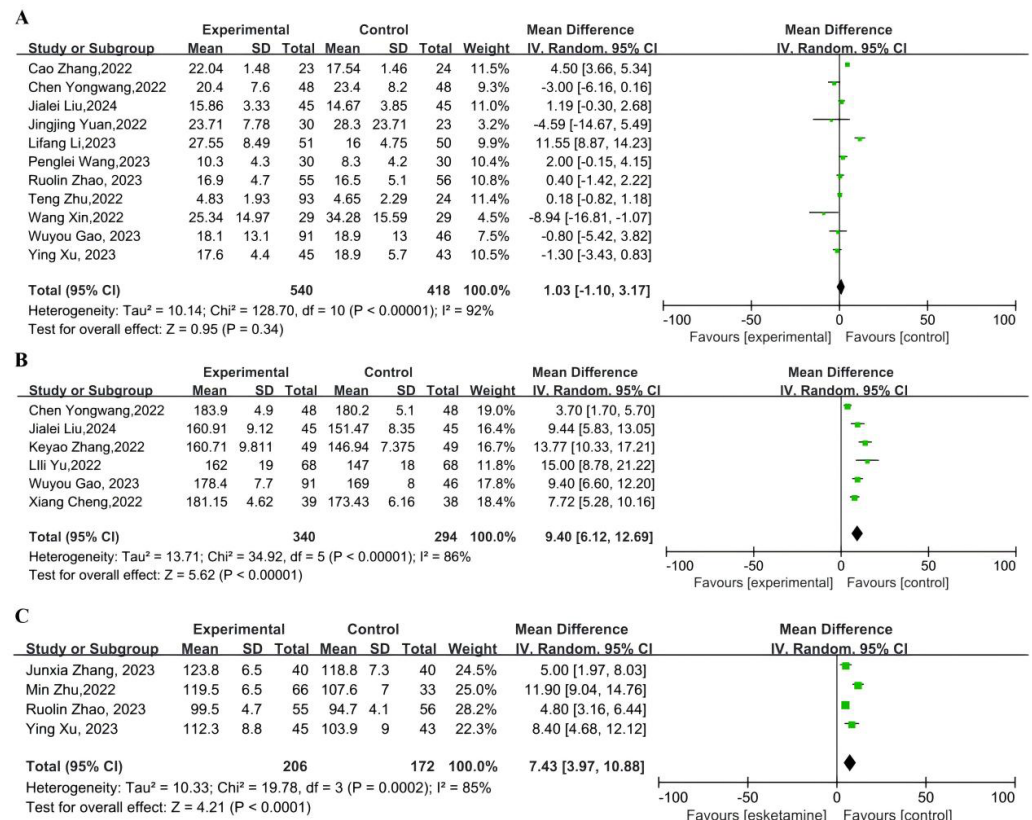 A
Experimental Control Mean Difference Mean Difference
Study or Subgroup Mean SD Total Mean SD Total Weight IV. Random. 95% CI IV. Random. 95% CI
Cao Zhang,2022 22.04 1.48 23 17.54 1.46 24 11.5% 4.50 [3.66, 5.34]
Chen Yongwang,2022 20.4 7.6 48 23.4 8.2 48 9.3% -3.00 [-6.16, 0.16]
Jialei Liu,2024 15.86 3.33 45 14.67 3.85 45 11.0% 1.19 [-0.30, 2.68]
Jingjing Yuan,2022 23.71 7.78 30 28.3 23.71 23 3.2% -4.59 [-14.67, 5.49]
Lifang Li,2023 27.55 8.49 51 16 4.75 50 9.9% 11.55 [8.87, 14.23]
Penglei Wang,2023 10.3 4.3 30 8.3 4.2 30 10.4% 2.00 [-0.15, 4.15]
Ruolin Zhao, 2023 16.9 4.7 55 16.5 5.1 56 10.8% 0.40 [-1.42, 2.22]
Teng Zhu,2022 4.83 1.93 93 4.65 2.29 24 11.4% 0.18 [-0.82, 1.18]
Wang Xin,2022 25.34 14.97 29 34.28 15.59 29 4.5% -8.94 [-16.81, -1.07]
Wuyou Gao, 2023 18.1 13.1 91 18.9 13 46 7.5% -0.80 [-5.42, 3.82]
Ying Xu, 2023 17.6 4.4 45 18.9 5.7 43 10.5% -1.30 [-3.43, 0.83]
Total (95% CI) 540 418 100.0% 1.03 [-1.10, 3.17]
Heterogeneity: Tau² = 10.14; Chi² = 128.70, df = 10 (P < 0.00001); I² = 92%
Test for overall effect: Z = 0.95 (P = 0.34)
-100 -50 0 50 100
Favours [experimental] Favours [control]
B
Experimental Control Mean Difference Mean Difference
Study or Subgroup Mean SD Total Mean SD Total Weight IV. Random. 95% CI IV. Random. 95% CI
Chen Yongwang,2022 183.9 4.9 48 180.2 5.1 48 19.0% 3.70 [1.70, 5.70]
Jialei Liu,2024 160.91 9.12 45 151.47 8.35 45 16.4% 9.44 [5.83, 13.05]
Keyao Zhang,2022 160.71 9.811 49 146.94 7.375 49 16.7% 13.77 [10.33, 17.21]
LIli Yu,2022 162 19 68 147 18 68 11.8% 15.00 [8.78, 21.22]
Wuyou Gao, 2023 178.4 7.7 91 169 8 46 17.8% 9.40 [6.60, 12.20]
Xiang Cheng,2022 181.15 4.62 39 173.43 6.16 38 18.4% 7.72 [5.28, 10.16]
Total (95% CI) 340 294 100.0% 9.40 [6.12, 12.69]
Heterogeneity: Tau² = 13.71; Chi² = 34.92, df = 5 (P < 0.00001); I² = 86%
Test for overall effect: Z = 5.62 (P < 0.00001)
-100 -50 0 50 100
Favours [experimental] Favours [control]
C
Experimental Control Mean Difference Mean Difference
Study or Subgroup Mean SD Total Mean SD Total Weight IV. Random. 95% CI IV. Random. 95% CI
Junxia Zhang, 2023 123.8 6.5 40 118.8 7.3 40 24.5% 5.00 [1.97, 8.03]
Min Zhu,2022 119.5 6.5 66 107.6 7 33 25.0% 11.90 [9.04, 14.76]
Ruolin Zhao, 2023 99.5 4.7 55 94.7 4.1 56 28.2% 4.80 [3.16, 6.44]
Ying Xu, 2023 112.3 8.8 45 103.9 9 43 22.3% 8.40 [4.68, 12.12]
Total (95% CI) 206 172 100.0% 7.43 [3.97, 10.88]
Heterogeneity: Tau² = 10.33; Chi² = 19.78, df = 3 (P = 0.0002); I² = 85%
Test for overall effect: Z = 4.21 (P < 0.0001)
-100 -50 0 50 100
Favours [esketamine] Favours [control]